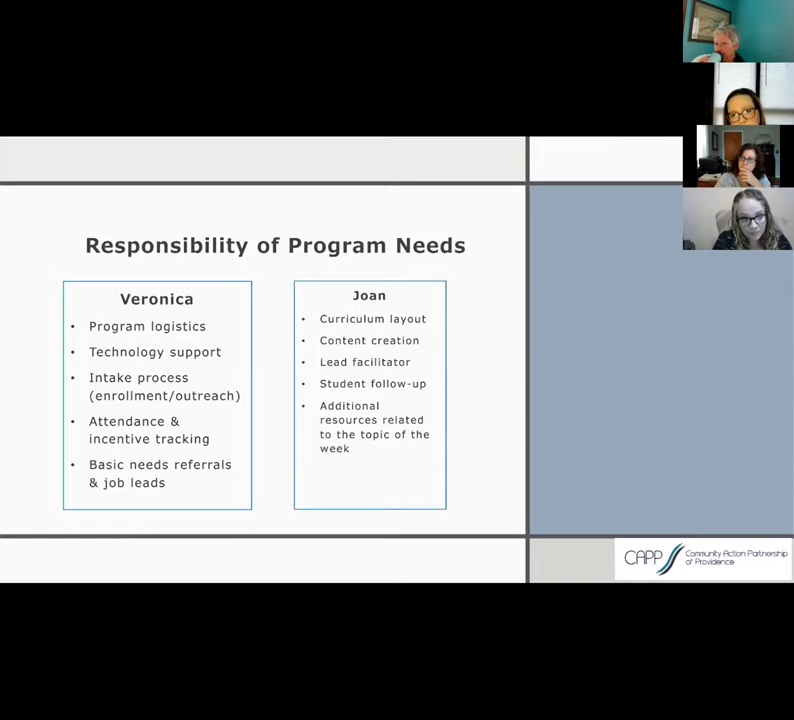 Responsibility of Program Needs
Veronica
• Program logistics
• Technology support
• Intake process
(enrollment/outreach)
• Attendance &
incentive tracking
• Basic needs referrals
& job leads
Joan
• Curriculum layout
• Content creation
• Lead facilitator
• Student follow-up
• Additional
resources related
to the topic of the
week
CAPP
Community Action Partnership
of Providence